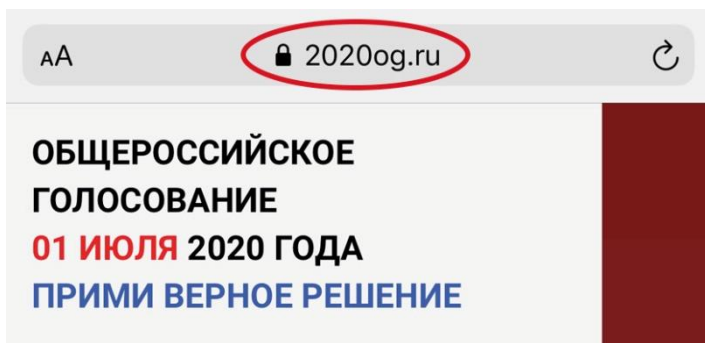 AA 2020og.ru
ОБЩЕРОССИЙСКОЕ
ГОЛОСОВАНИЕ
01 ИЮЛЯ 2020 ГОДА
ПРИМИ ВЕРНОЕ РЕШЕНИЕ